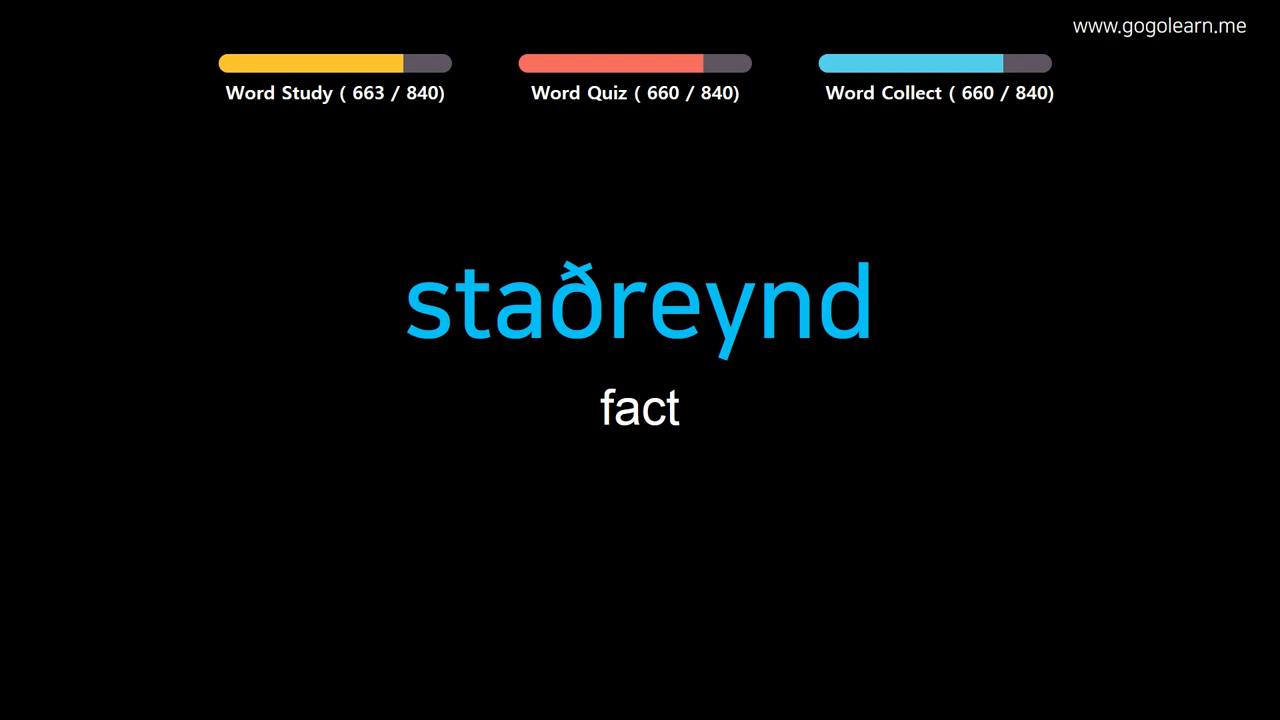 www.gogolearn.me
Word Study ( 663 / 840)
Word Quiz ( 660 / 840)
Word Collect ( 660 / 840)
staðreynd
fact